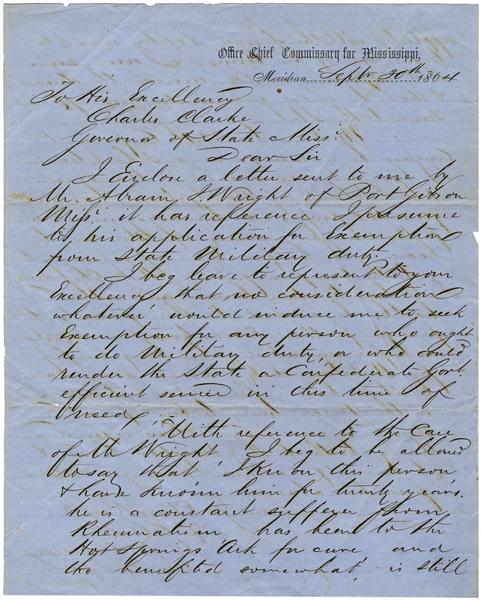 Office Chief Commissary for Mississippi,
Meridian, Sept. 20th 1864
To His Excellency
Charles Clarke
Governor of State Miss.
Dear Sir
I Enclose a letter sent to me by
Mr. Abram S. Wright of Port Gibson
Miss. it has reference I presume
to his application for Exemption
from State Military duty.
I beg leave to represent to your
Excellency that no consideration
whatever would induce me to seek
Exemption for any person who ought
to do Military duty, or who could
render the State or Confederate Govt
efficient service in this time of
need.
With reference to the Case
of Mr Wright I beg to be allowed
to say that I know this person
& have known him for twenty years.
he is a constant sufferer from
Rheumatism has been to the
Hot Springs Ark for cure and
tho benefited somewhat, is still